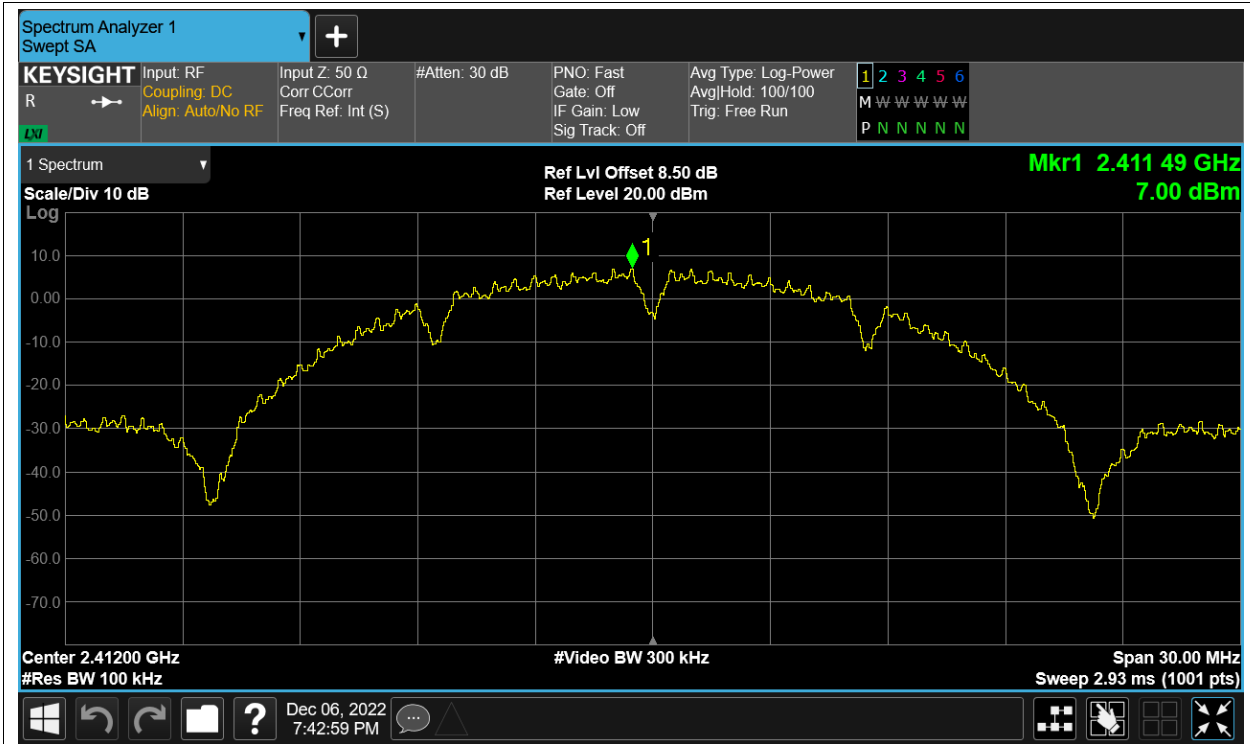 Spectrum Analyzer 1
Swept SA
KEYSIGHT
R
LXI
Input: RF
Coupling: DC
Align: Auto/No RF
Input Z: 50 Ω
Corr CCorr
Freq Ref: Int (S)
#Atten: 30 dB
PNO: Fast
Gate: Off
IF Gain: Low
Sig Track: Off
Avg Type: Log-Power
Avg|Hold: 100/100
Trig: Free Run
1 2 3 4 5 6
M W W W W W
P N N N N N
1 Spectrum
Scale/Div 10 dB
Log
Ref Lvl Offset 8.50 dB
Ref Level 20.00 dBm
Mkr1 2.411 49 GHz
7.00 dBm
1
10.0
0.00
-10.0
-20.0
-30.0
-40.0
-50.0
-60.0
-70.0
Center 2.41200 GHz
#Res BW 100 kHz
#Video BW 300 kHz
Span 30.00 MHz
Sweep 2.93 ms (1001 pts)
?
Dec 06, 2022
7:42:59 PM